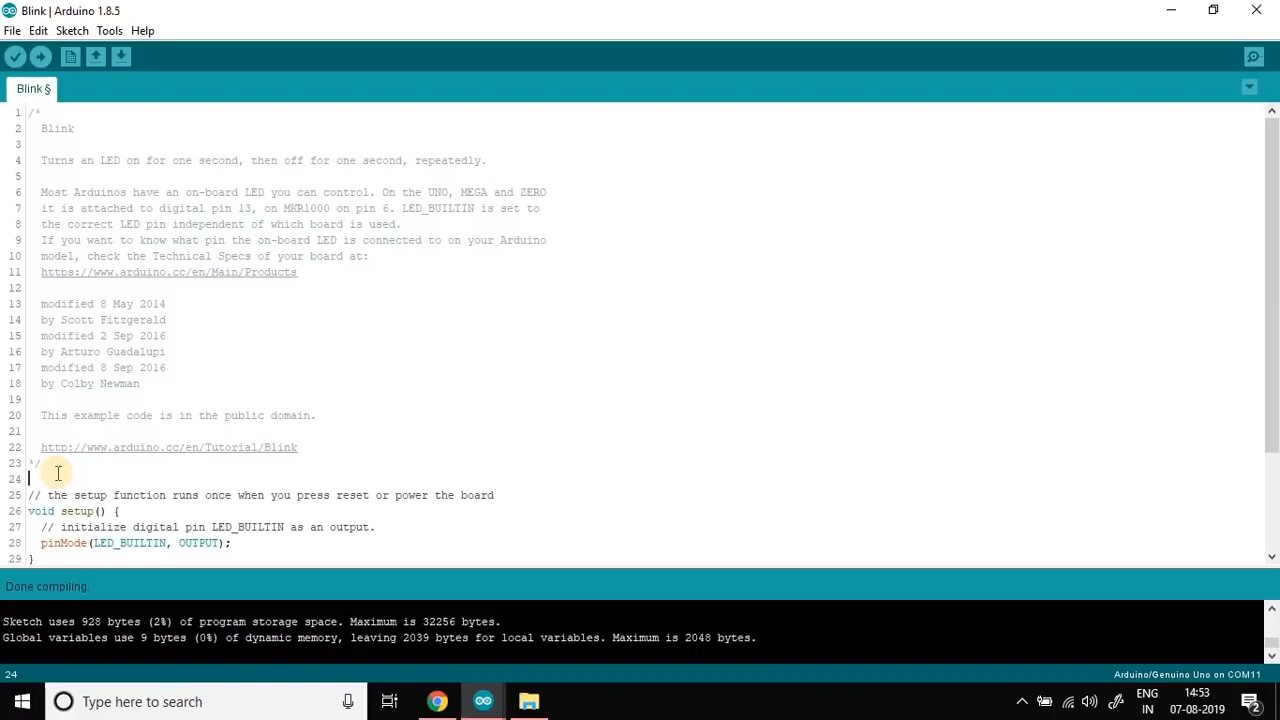 Blink | Arduino 1.8.5
File Edit Sketch Tools Help
Blink §
1 /*
2 Blink
3
4 Turns an LED on for one second, then off for one second, repeatedly.
5
6 Most Arduinos have an on-board LED you can control. On the UNO, MEGA and ZERO
7 it is attached to digital pin 13, on MKR1000 on pin 6. LED_BUILTIN is set to
8 the correct LED pin independent of which board is used.
9 If you want to know what pin the on-board LED is connected to on your Arduino
10 model, check the Technical Specs of your board at:
11 https://www.arduino.cc/en/Main/Products
12
13 modified 8 May 2014
14 by Scott Fitzgerald
15 modified 2 Sep 2016
16 by Arturo Guadalupi
17 modified 8 Sep 2016
18 by Colby Newman
19
20 This example code is in the public domain.
21
22 http://www.arduino.cc/en/Tutorial/Blink
23 */
24
25 // the setup function runs once when you press reset or power the board
26 void setup() {
27 // initialize digital pin LED_BUILTIN as an output.
28 pinMode(LED_BUILTIN, OUTPUT);
29 }
Done compiling.
Sketch uses 928 bytes (2%) of program storage space. Maximum is 32256 bytes.
Global variables use 9 bytes (0%) of dynamic memory, leaving 2039 bytes for local variables. Maximum is 2048 bytes.
24 Arduino/Genuino Uno on COM11
Type here to search
ENG 14:53
IN 07-08-2019 2